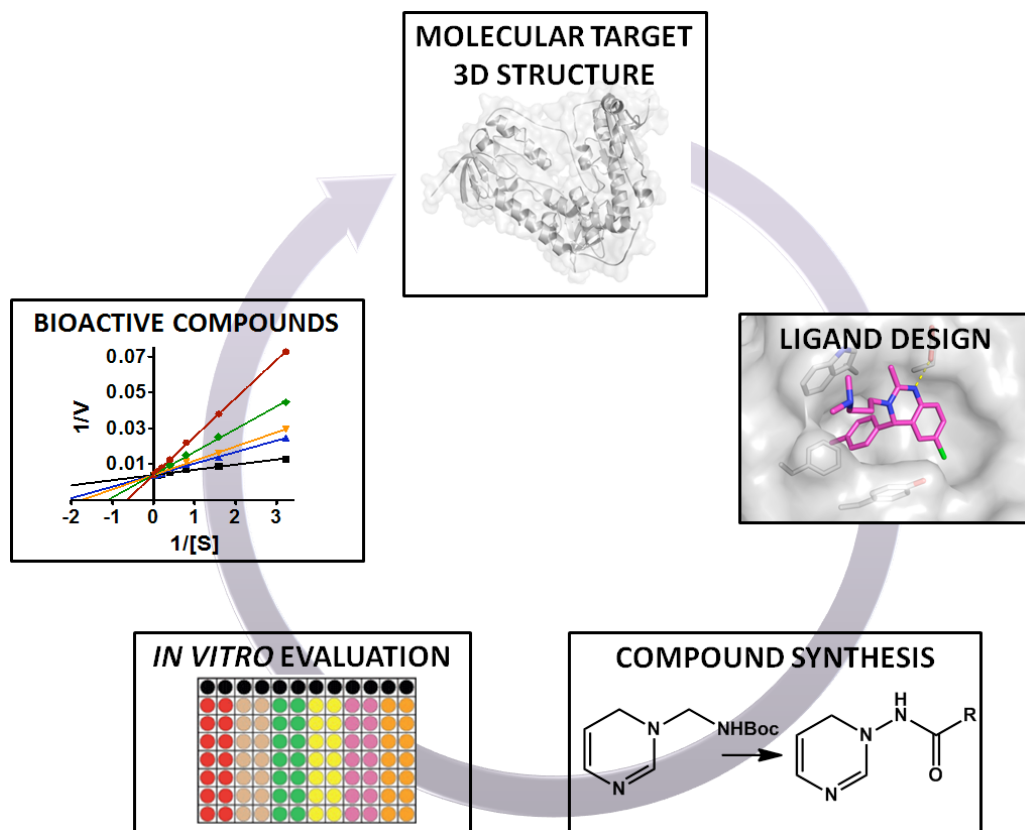 MOLECULAR TARGET
3D STRUCTURE
LIGAND DESIGN
COMPOUND SYNTHESIS
N
NHBoc
N
H
N
N
R
O
N
IN VITRO EVALUATION
BIOACTIVE COMPOUNDS
0.07
0.05
0.03
0.01
1/V
-2 -1 0 1 2 3
1/[S]